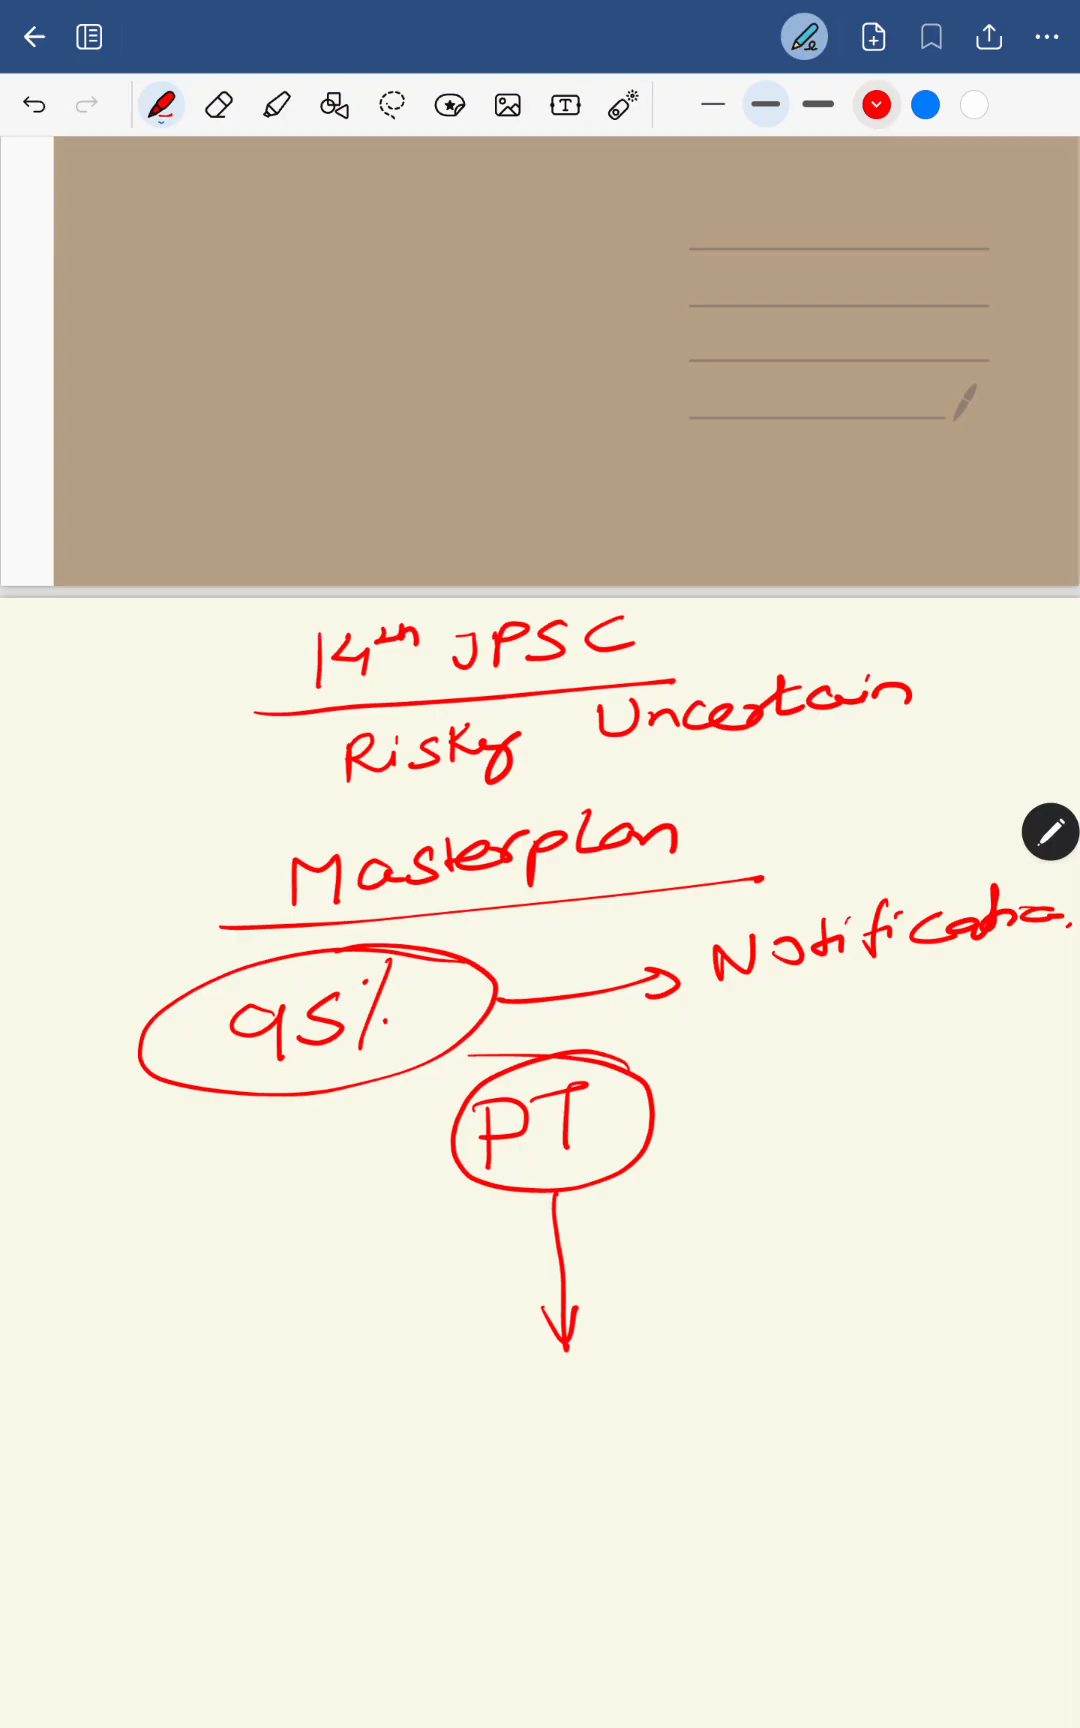 14th JPSC
Risky Uncertain
Masterplan
95% → Notification
PT